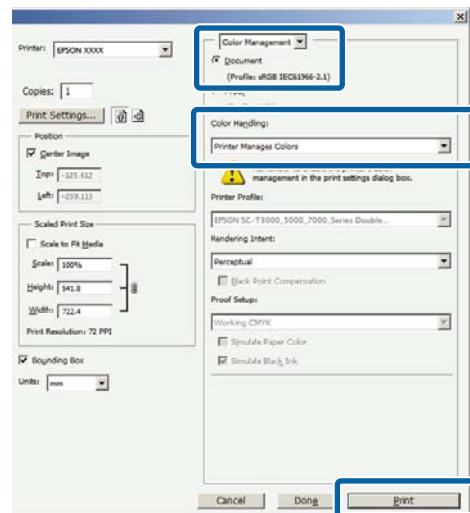 Printer: EPSON XXXX
Copies: 1
Print Settings...
Position
Center Image
Top: -125.412
Left: -259.115
Scaled Print Size
Scale to Fit Media
Scale: 100%
Height: 541.8
Width: 722.4
Print Resolution: 72 PPI
Bounding Box
Units: mm
Color Management
Document
(Profile: sRGB IEC61966-2.1)
Color Handling:
Printer Manages Colors
management in the print settings dialog box.
Printer Profile:
EPSON SC-T3000_5000_7000_Series Double...
Rendering Intent:
Perceptual
Black Point Compensation
Proof Setup:
Working CMYK
Simulate Paper Color
Simulate Black Ink
Cancel
Done
Print